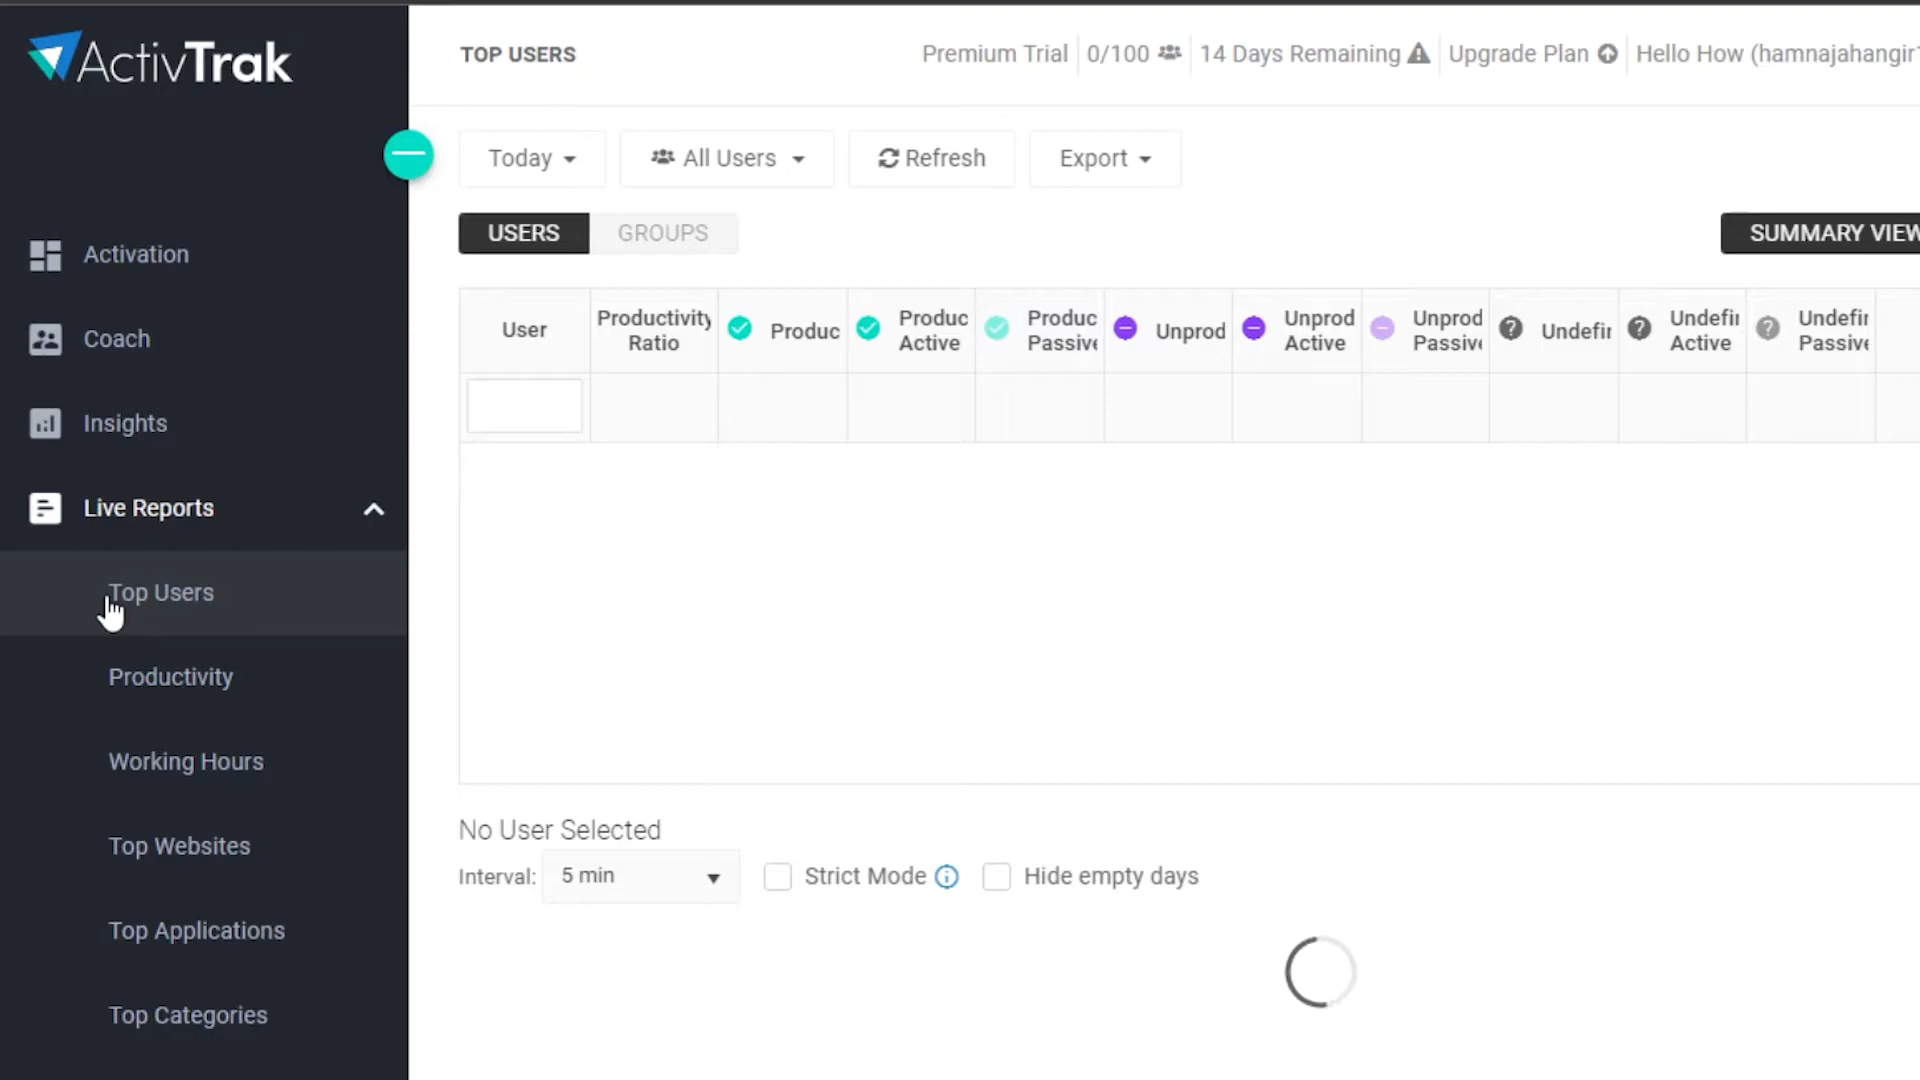 ActivTrak
TOP USERS
Premium Trial
0/100
14 Days Remaining
Upgrade Plan
Hello How (hamnajahangir
Today
All Users
Refresh
Export
USERS
GROUPS
SUMMARY VIEW
Activation
Coach
Insights
Live Reports
Top Users
Productivity
Working Hours
Top Websites
Top Applications
Top Categories
User
Productivity
Ratio
Produc
Produc
Active
Produc
Passive
Unprod
Unprod
Active
Unprod
Passive
Undefin
Undefin
Active
Undefin
Passive
No User Selected
Interval:
5 min
Strict Mode
Hide empty days